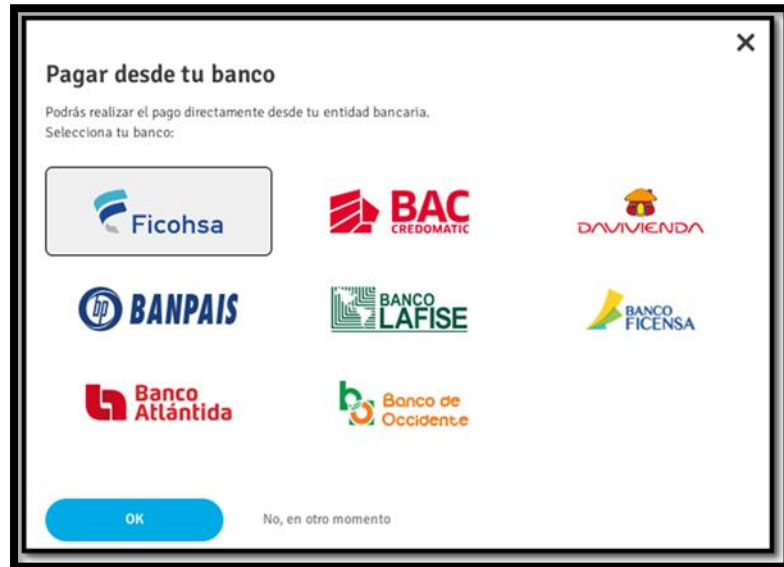 Pagar desde tu banco
Podrás realizar el pago directamente desde tu entidad bancaria.
Selecciona tu banco:
Ficohsa
BAC
CREDOMATIC
DAVIVIENDA
bp BANPAIS
BANCO
LAFISE
BANCO
FICENSA
Banco
Atlántida
Banco de
Occidente
OK
No, en otro momento